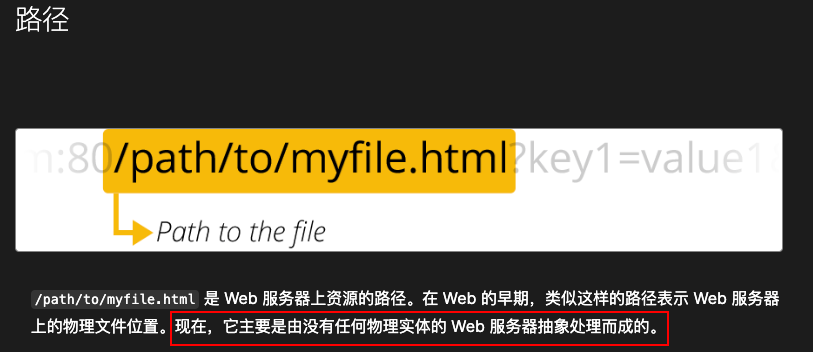 路径
m:80/path/to/myfile.html?key1=value1
Path to the file
/path/to/myfile.html 是 Web 服务器上资源的路径。在 Web 的早期，类似这样的路径表示 Web 服务器
上的物理文件位置。现在，它主要是由没有任何物理实体的 Web 服务器抽象处理而成的。